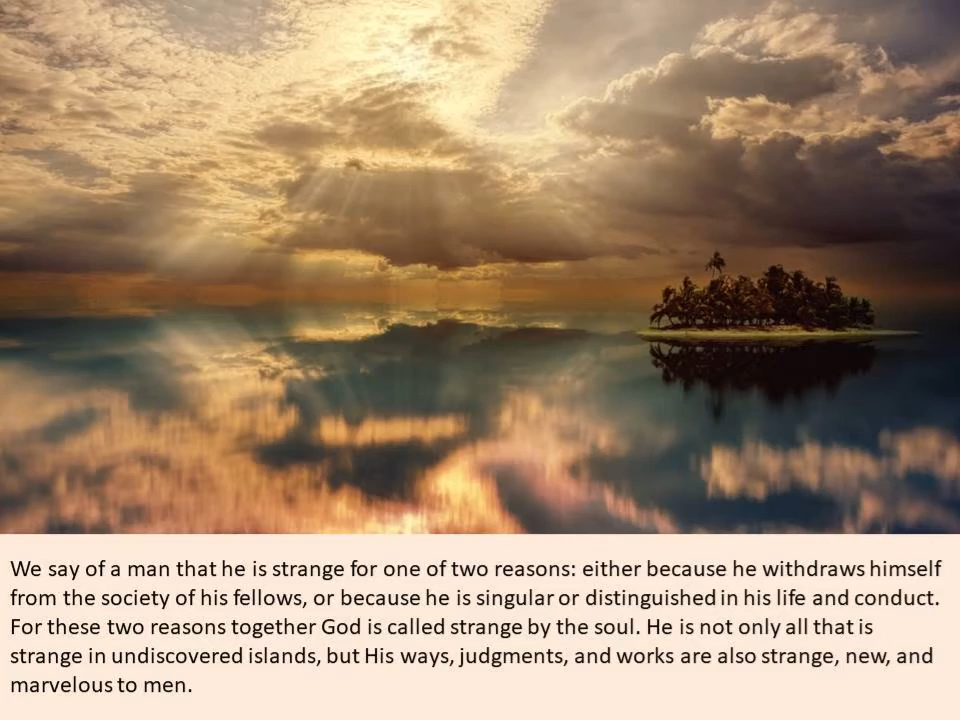 We say of a man that he is strange for one of two reasons: either because he withdraws himself
from the society of his fellows, or because he is singular or distinguished in his life and conduct.
For these two reasons together God is called strange by the soul. He is not only all that is
strange in undiscovered islands, but His ways, judgments, and works are also strange, new, and
marvelous to men.